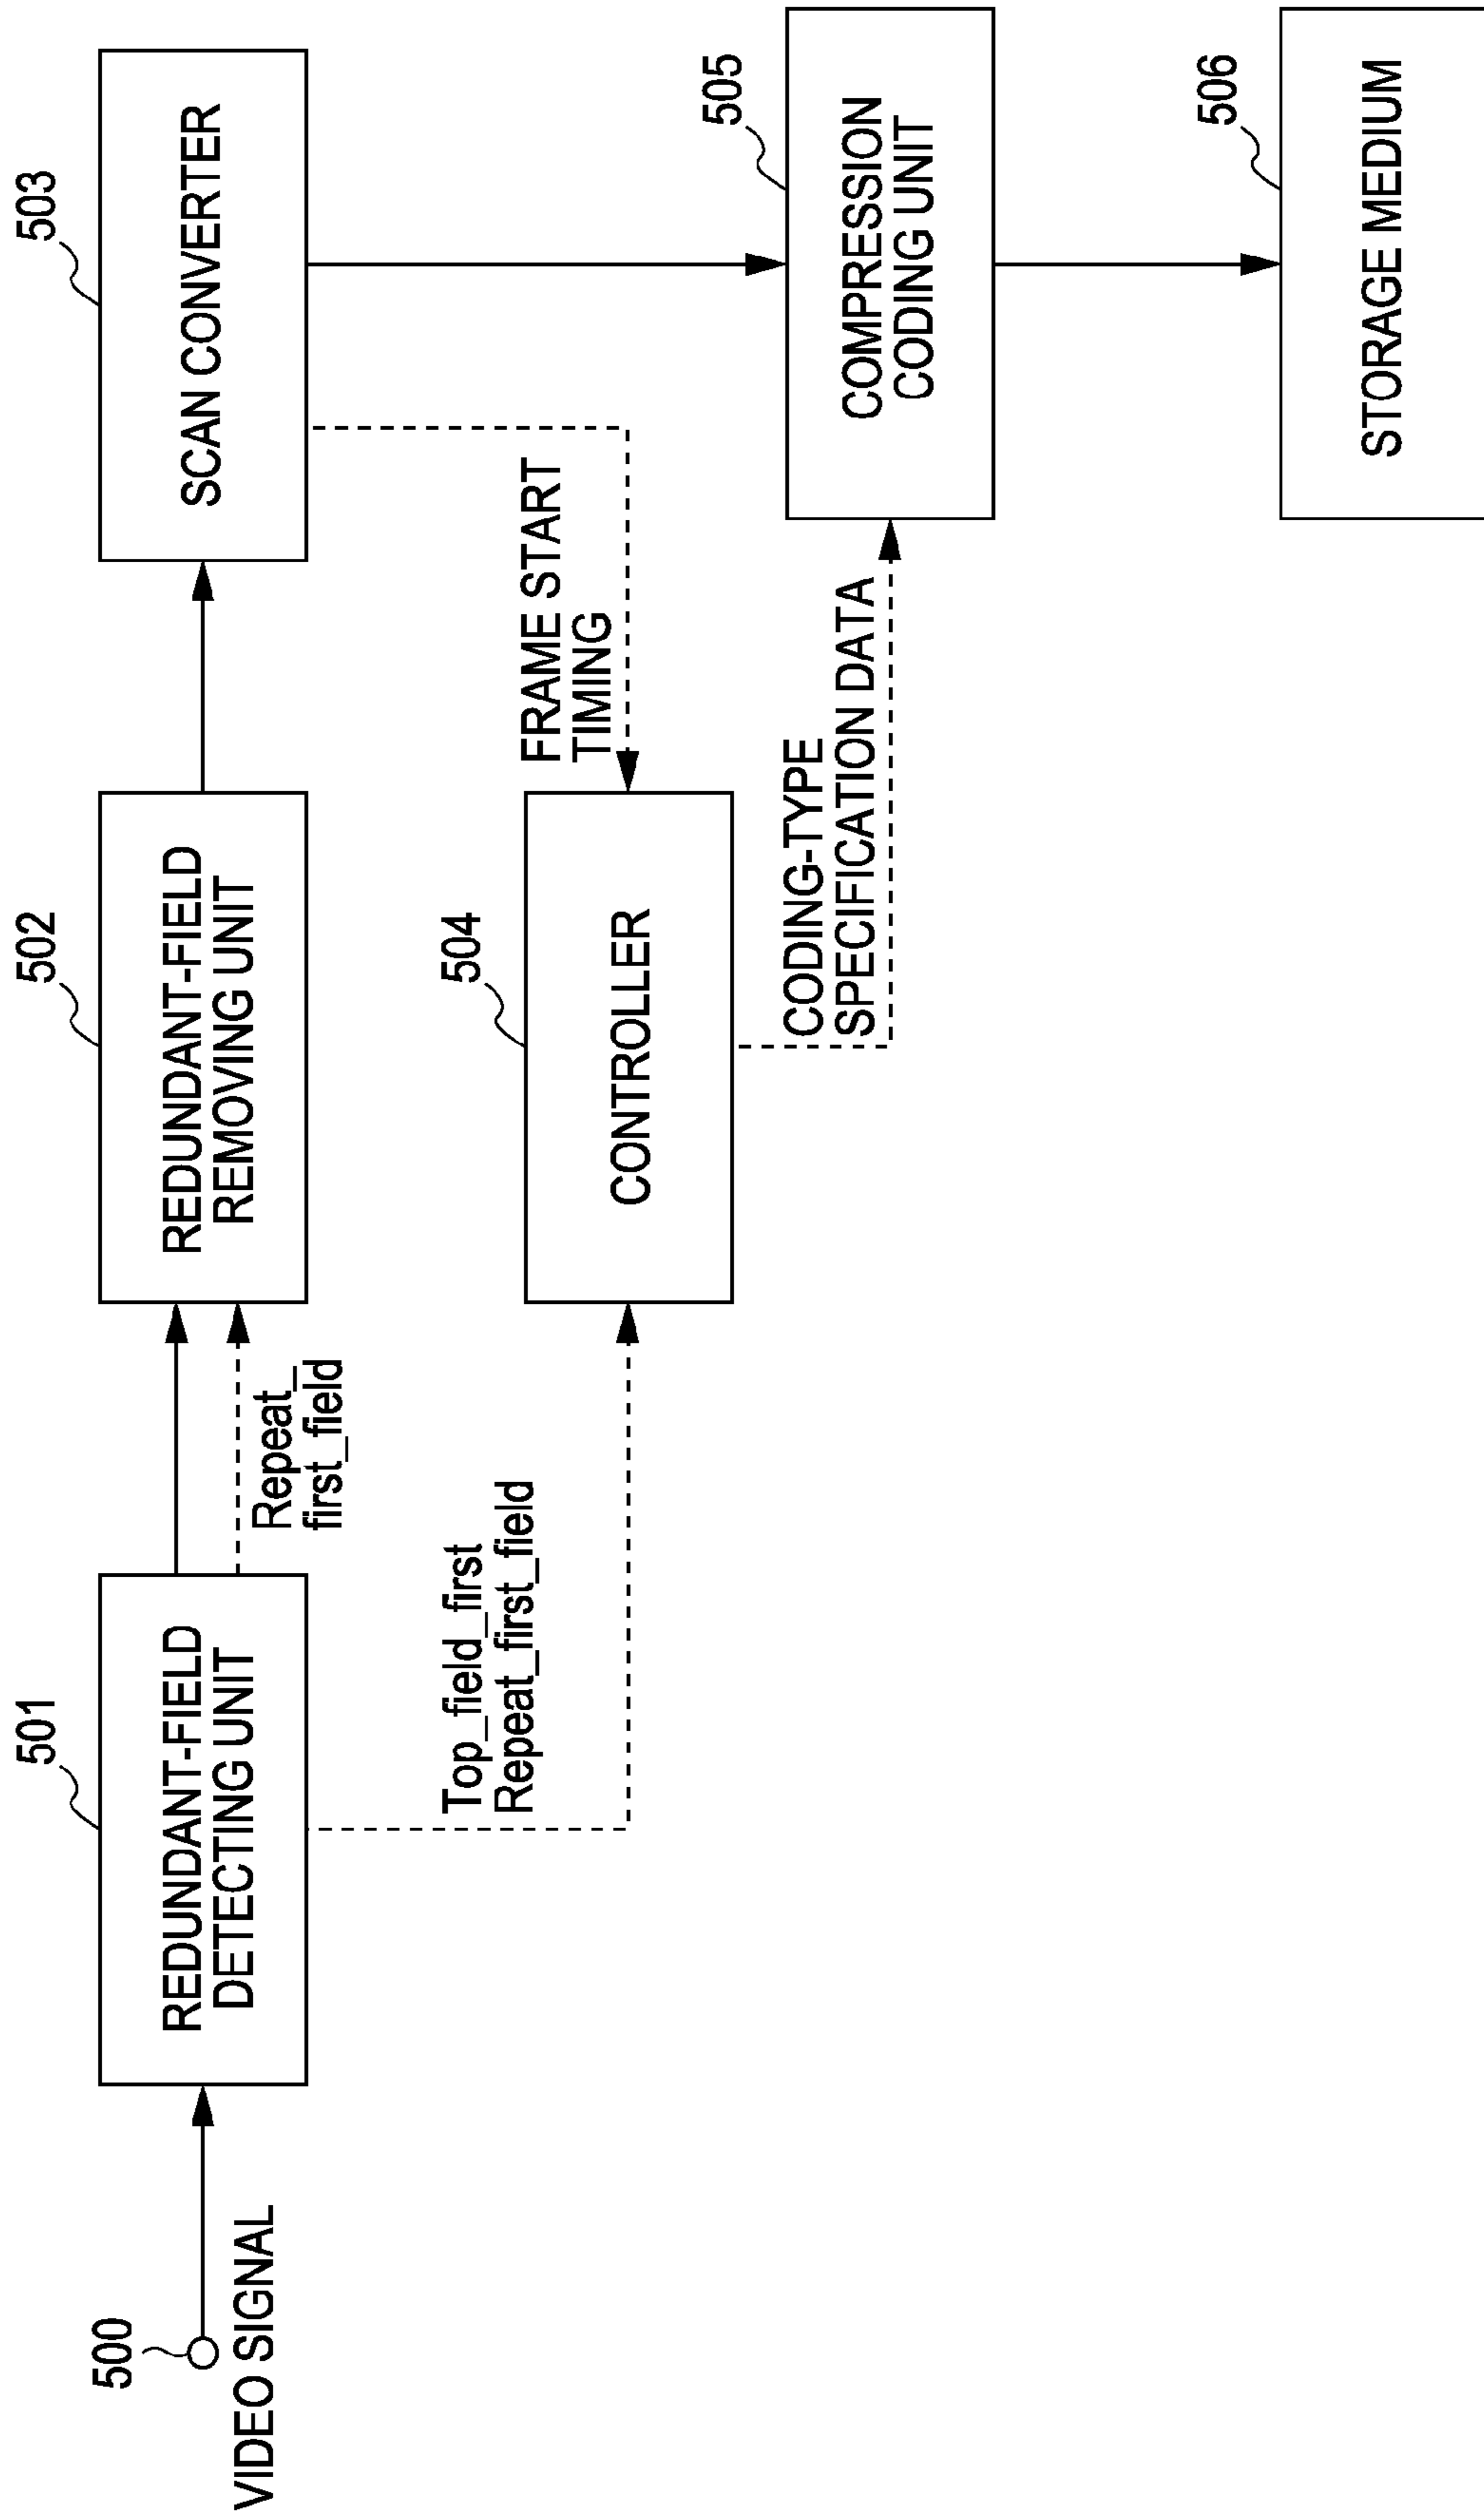 500
VIDEO SIGNAL
501
REDUNDANT-FIELD
DETECTING UNIT
Repeat_
first_field
Top_field_first
Repeat_first_field
502
REDUNDANT-FIELD
REMOVING UNIT
503
SCAN CONVERTER
504
CONTROLLER
FRAME START
TIMING
CODING-TYPE
SPECIFICATION DATA
505
COMPRESSION
CODING UNIT
506
STORAGE MEDIUM